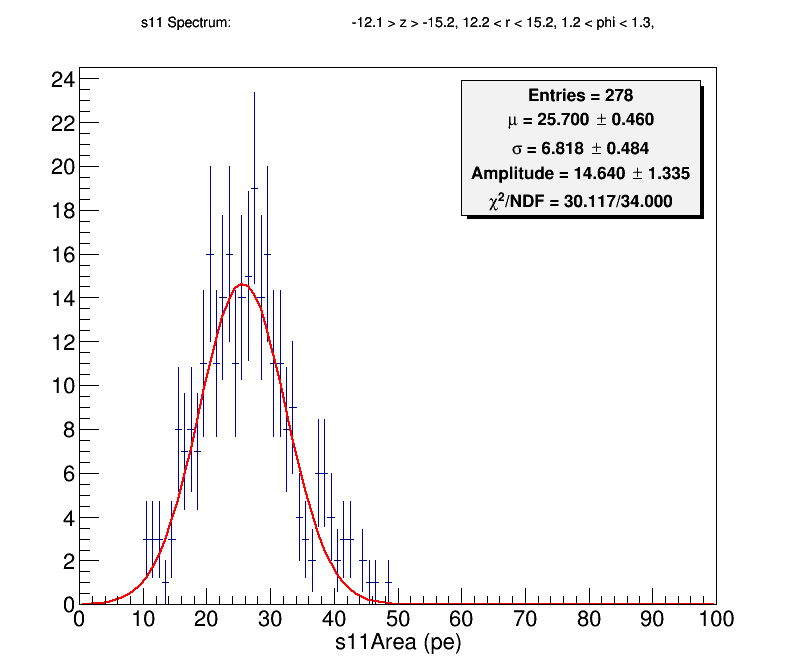 s11 Spectrum: -12.1 > z > -15.2, 12.2 < r < 15.2, 1.2 < phi < 1.3,
Entries = 278
μ = 25.700 ± 0.460
σ = 6.818 ± 0.484
Amplitude = 14.640 ± 1.335
χ²/NDF = 30.117/34.000
24
22
20
18
16
14
12
10
8
6
4
2
0
0 10 20 30 40 50 60 70 80 90 100
s11Area (pe)